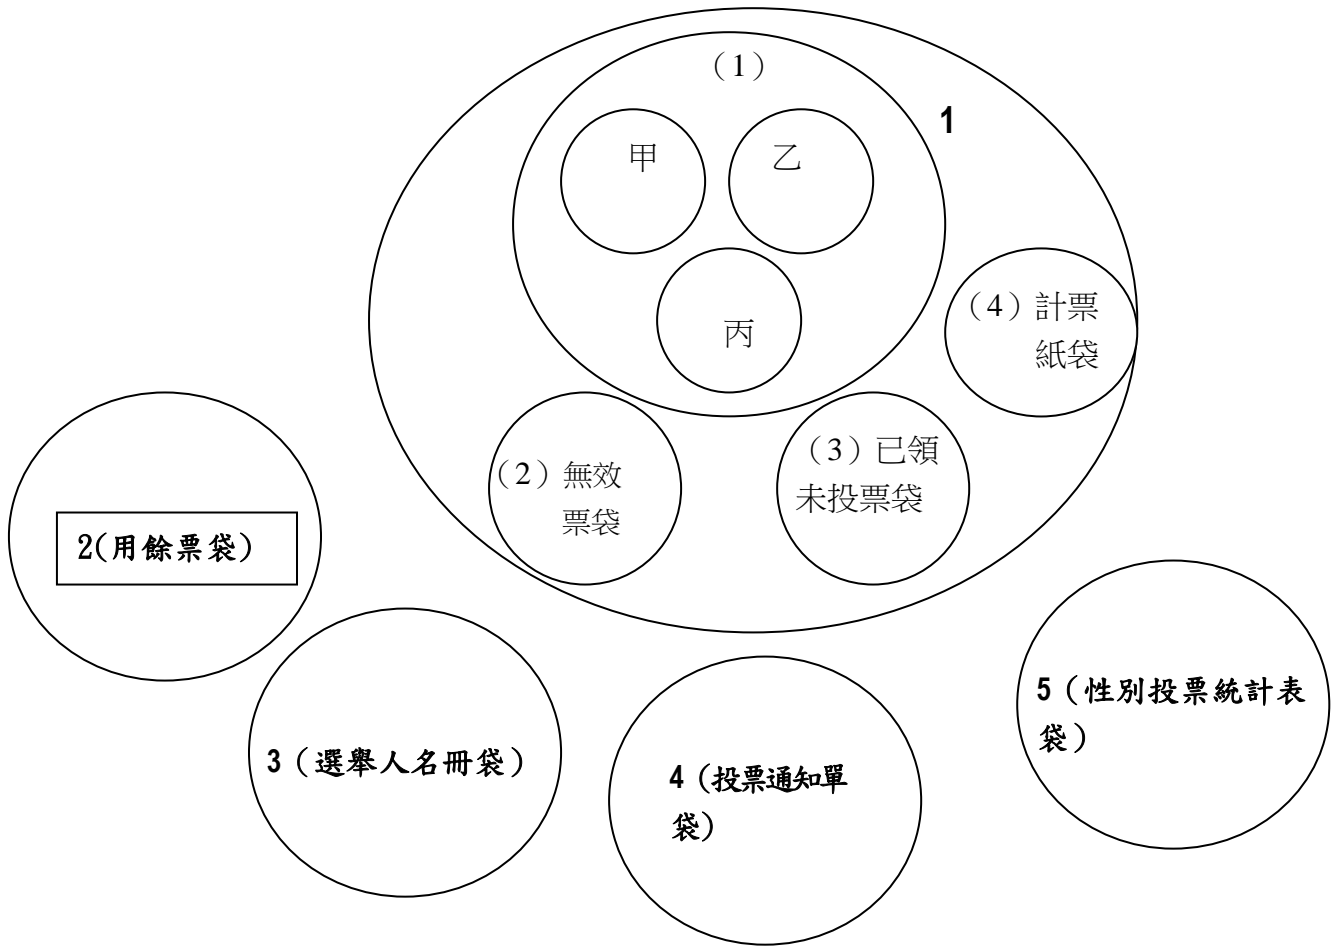 （1）
1
甲
乙
丙
（4）計票
紙袋
（2）無效
票袋
（3）已領
未投票袋
2(用餘票袋)
3（選舉人名冊袋）
4（投票通知單
袋）
5（性別投票統計表
袋）